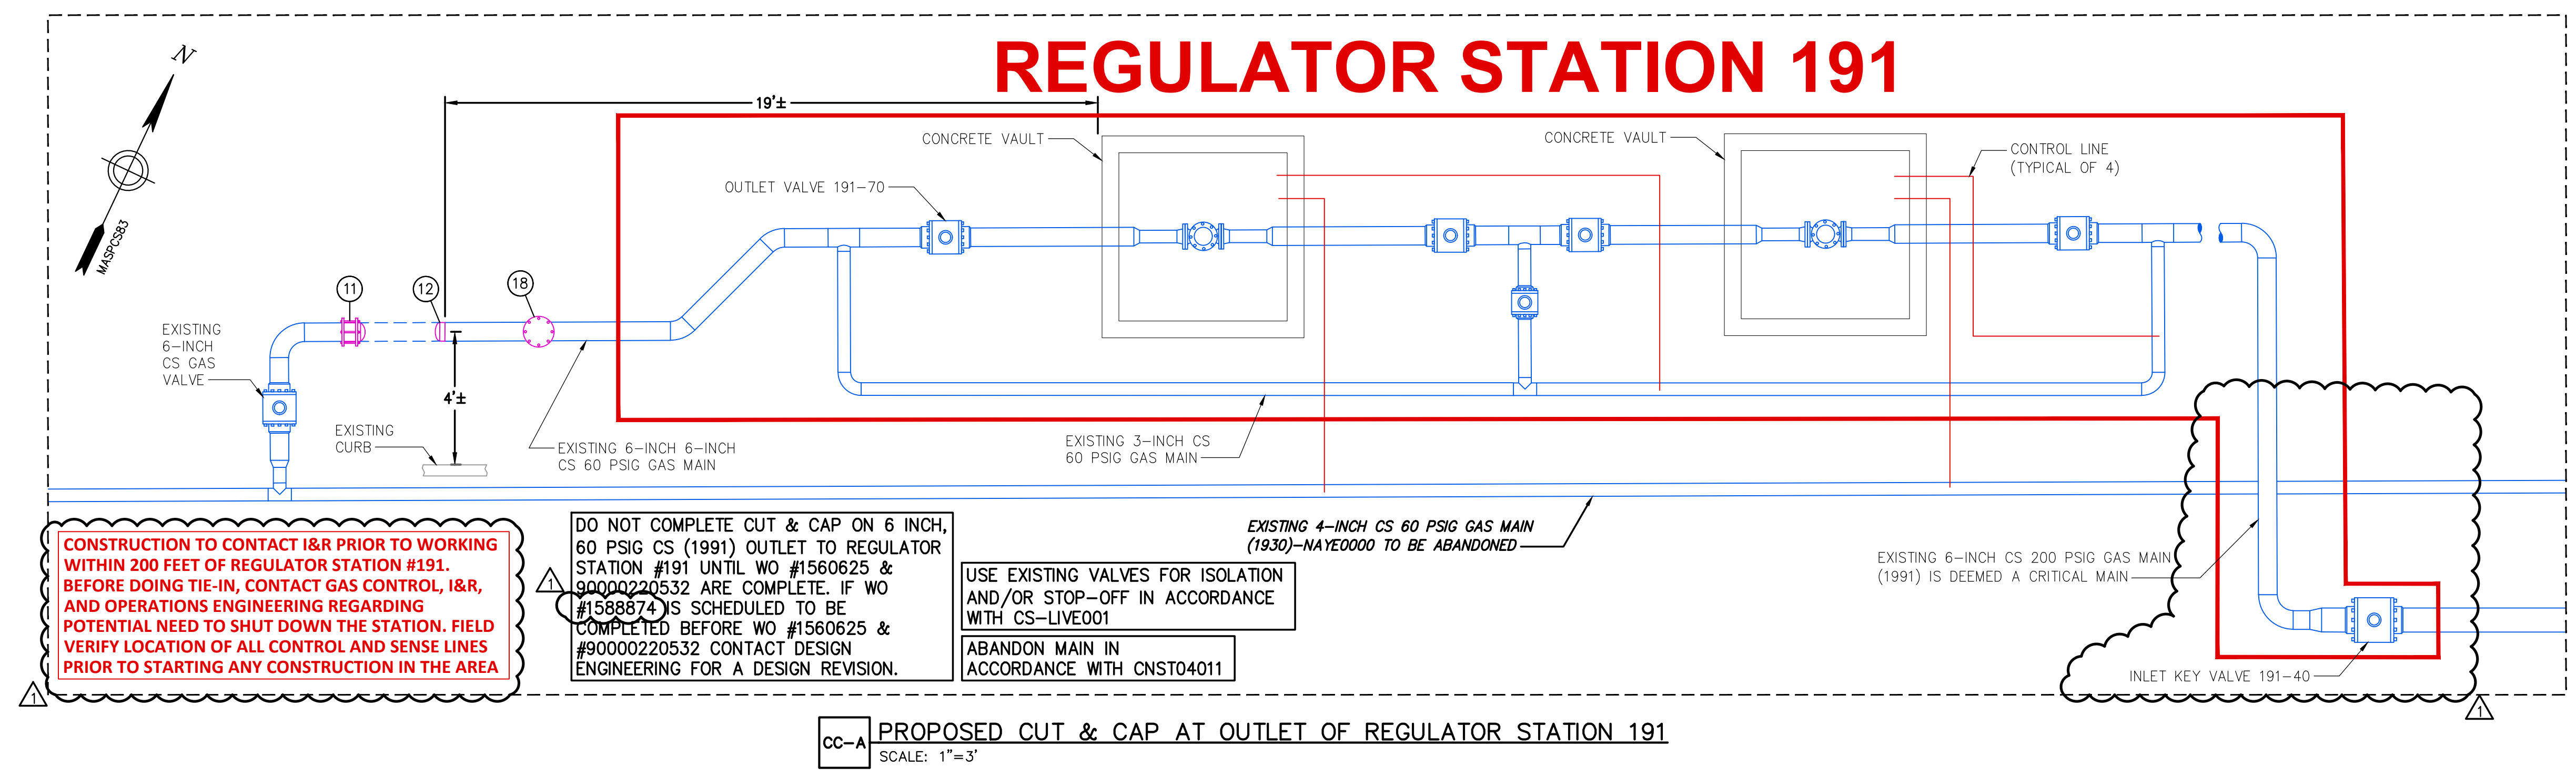 REGULATOR STATION 191
N
MASPCS83
19'±
CONCRETE VAULT
CONCRETE VAULT
CONTROL LINE
(TYPICAL OF 4)
OUTLET VALVE 191-70
11
12
18
EXISTING
6-INCH
CS GAS
VALVE
4'±
EXISTING
CURB
EXISTING 6-INCH 6-INCH
CS 60 PSIG GAS MAIN
EXISTING 3-INCH CS
60 PSIG GAS MAIN
CONSTRUCTION TO CONTACT I&R PRIOR TO WORKING
WITHIN 200 FEET OF REGULATOR STATION #191.
BEFORE DOING TIE-IN, CONTACT GAS CONTROL, I&R,
AND OPERATIONS ENGINEERING REGARDING
POTENTIAL NEED TO SHUT DOWN THE STATION. FIELD
VERIFY LOCATION OF ALL CONTROL AND SENSE LINES
PRIOR TO STARTING ANY CONSTRUCTION IN THE AREA
1
DO NOT COMPLETE CUT & CAP ON 6 INCH,
60 PSIG CS (1991) OUTLET TO REGULATOR
STATION #191 UNTIL WO #1560625 &
90000220532 ARE COMPLETE. IF WO
#1588874 IS SCHEDULED TO BE
COMPLETED BEFORE WO #1560625 &
#90000220532 CONTACT DESIGN
ENGINEERING FOR A DESIGN REVISION.
1
USE EXISTING VALVES FOR ISOLATION
AND/OR STOP-OFF IN ACCORDANCE
WITH CS-LIVE001
ABANDON MAIN IN
ACCORDANCE WITH CNST04011
EXISTING 4-INCH CS 60 PSIG GAS MAIN
(1930)-NAYE0000 TO BE ABANDONED
EXISTING 6-INCH CS 200 PSIG GAS MAIN
(1991) IS DEEMED A CRITICAL MAIN
INLET KEY VALVE 191-40
1
CC-A
PROPOSED CUT & CAP AT OUTLET OF REGULATOR STATION 191
SCALE: 1"=3'